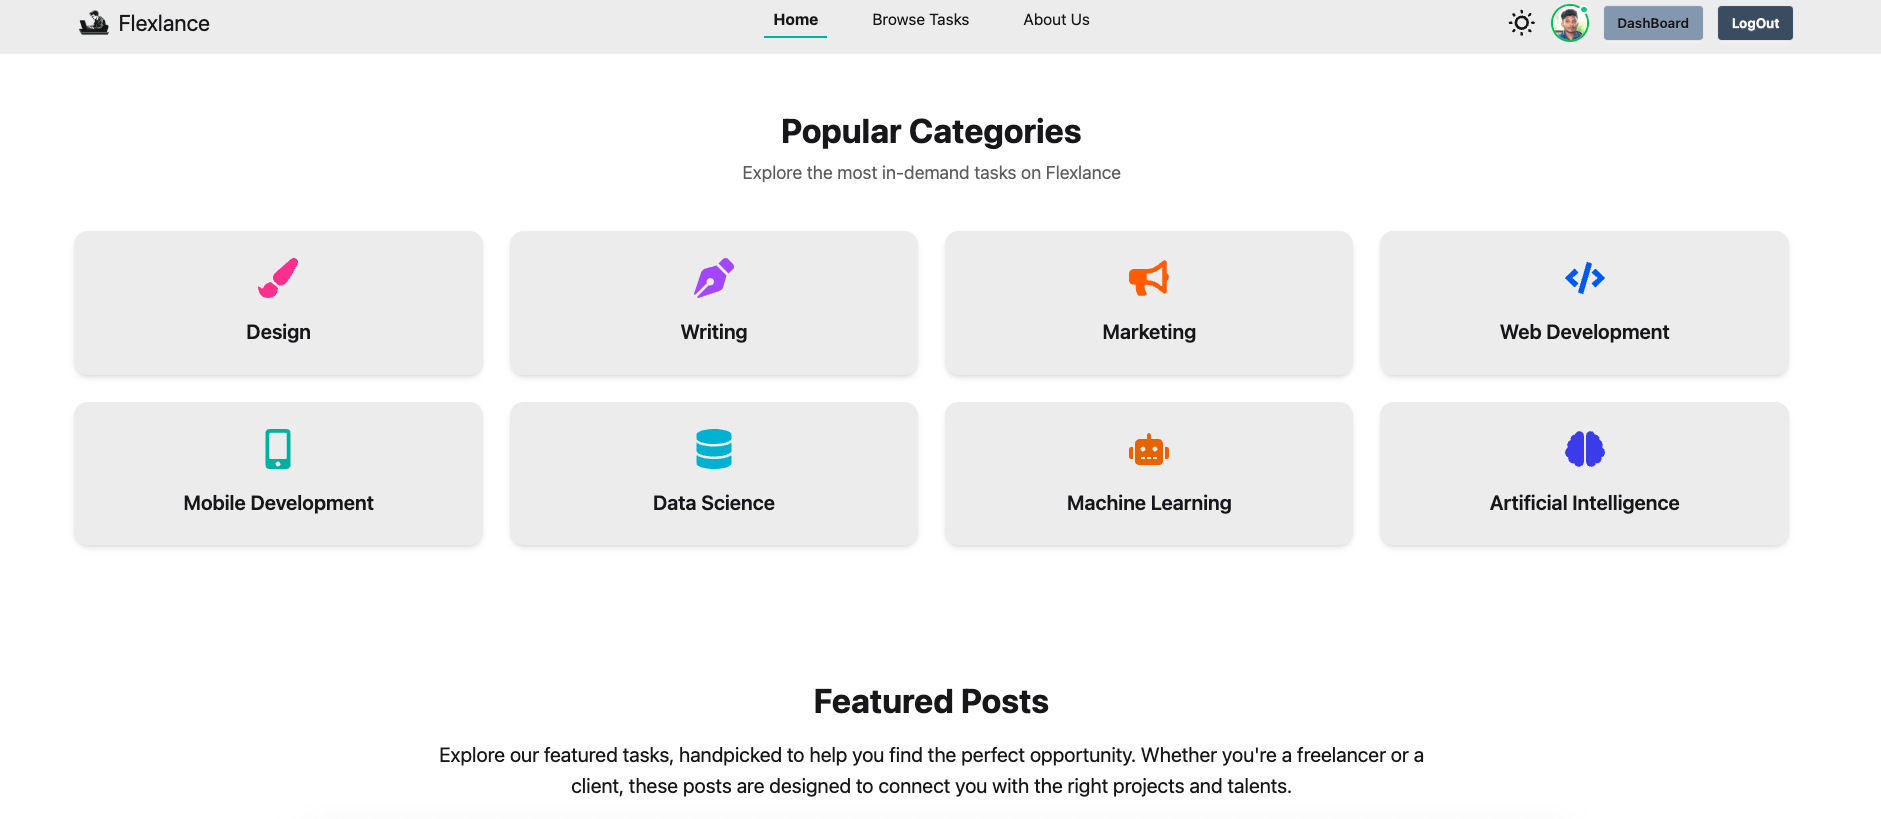 Flexlance
Home
Browse Tasks
About Us
DashBoard
LogOut
Popular Categories
Explore the most in-demand tasks on Flexlance
Design
Writing
Marketing
Web Development
Mobile Development
Data Science
Machine Learning
Artificial Intelligence
Featured Posts
Explore our featured tasks, handpicked to help you find the perfect opportunity. Whether you're a freelancer or a
client, these posts are designed to connect you with the right projects and talents.